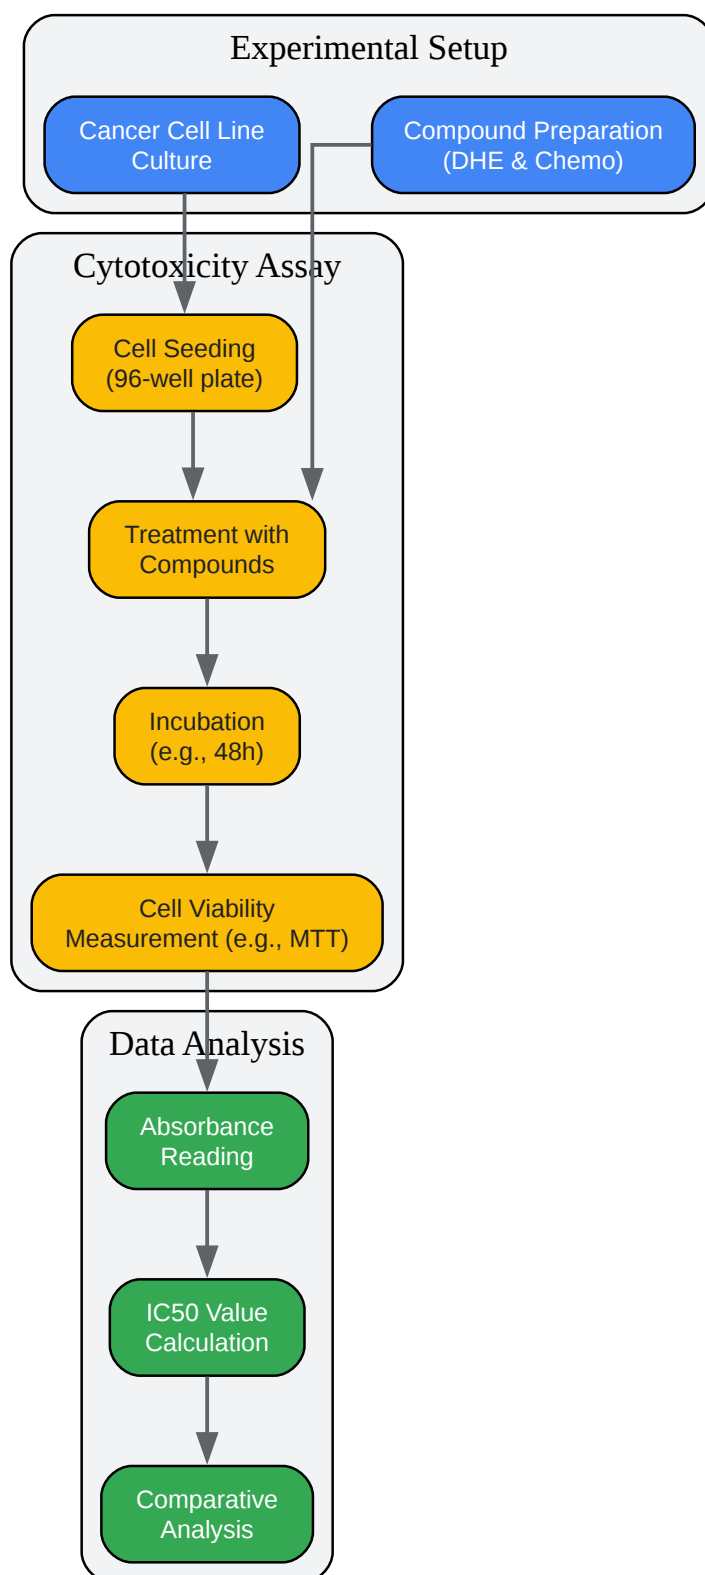 Experimental Setup
Cancer Cell Line
Culture
Compound Preparation
(DHE & Chemo)
Cytotoxicity Assay
Cell Seeding
(96-well plate)
Treatment with
Compounds
Incubation
(e.g., 48h)
Cell Viability
Measurement (e.g., MTT)
Data Analysis
Absorbance
Reading
IC50 Value
Calculation
Comparative
Analysis